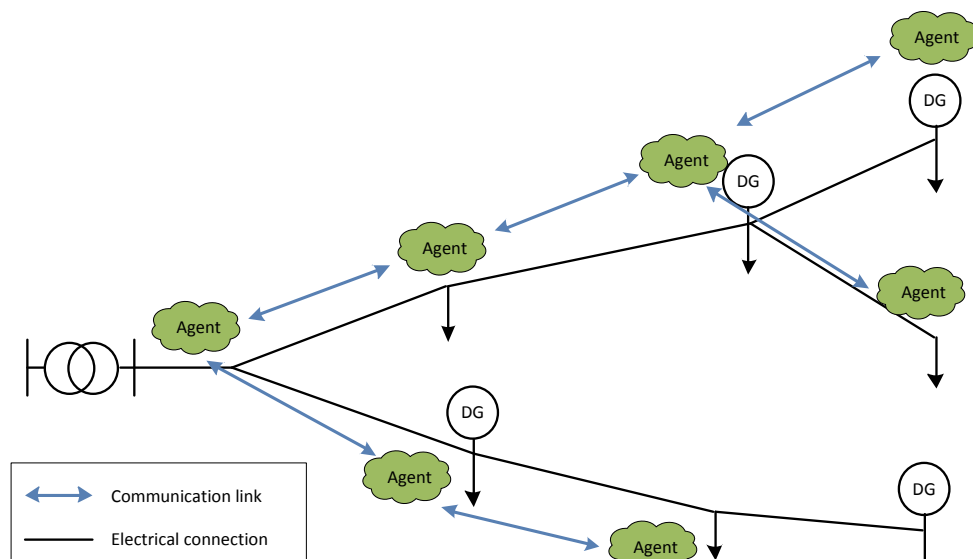 Agent
DG
Agent
DG
Agent
Agent
Agent
DG
Agent
DG
Agent
Communication link
Electrical connection